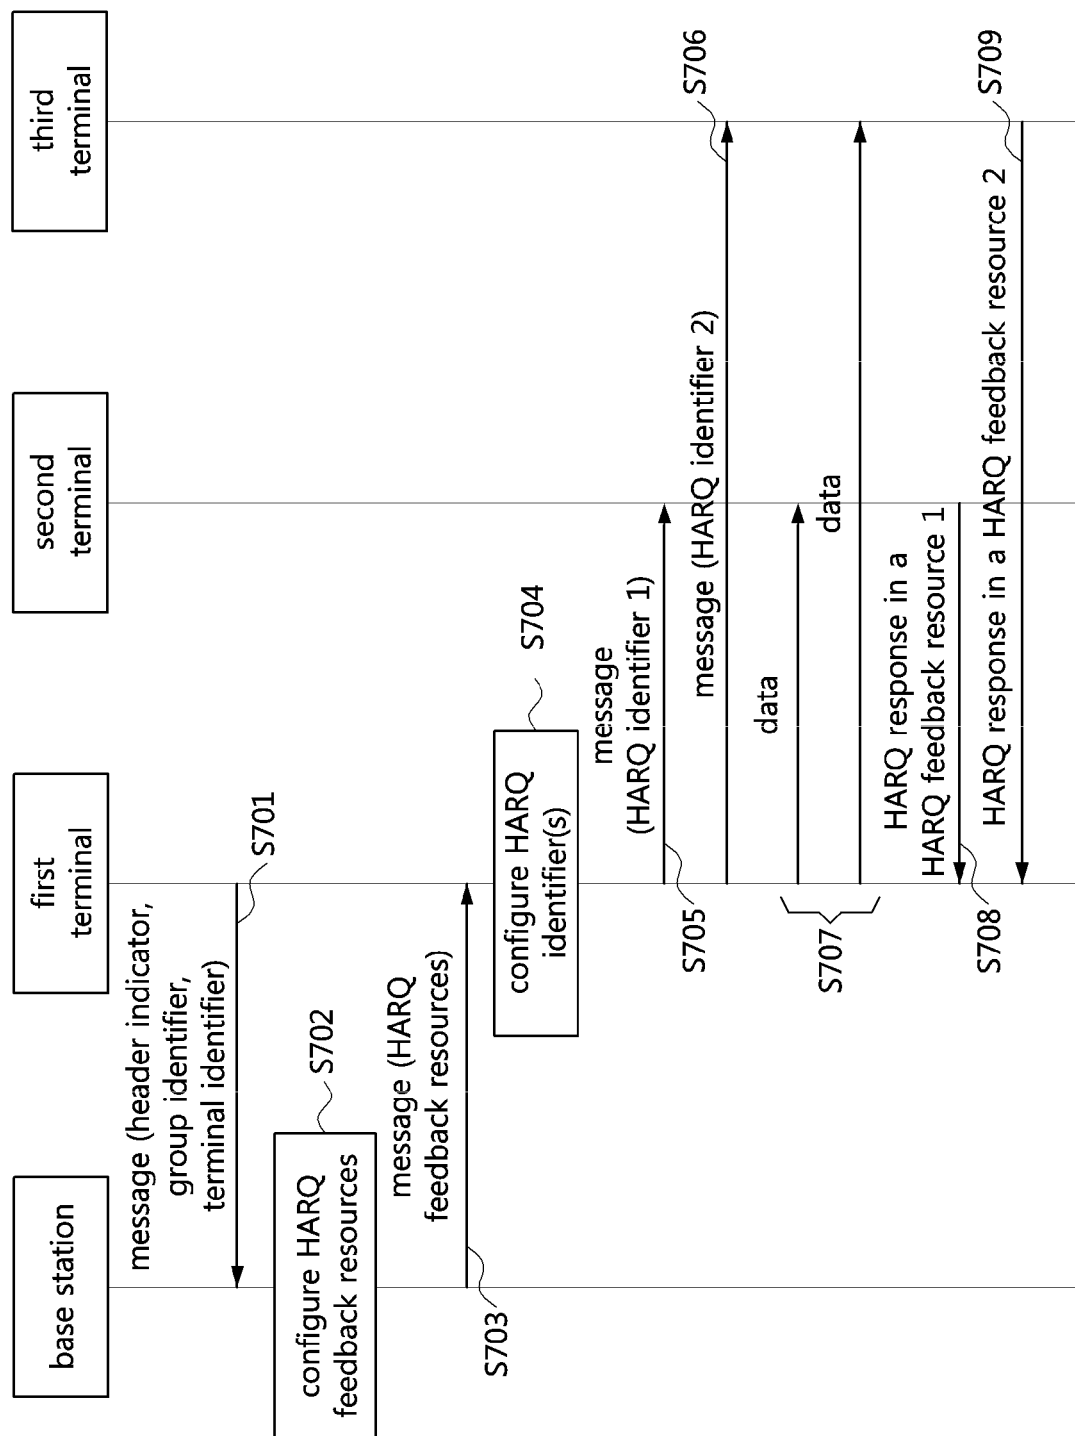 base station
first
terminal
second
terminal
third
terminal
message (header indicator,
group identifier,
terminal identifier)
S701
configure HARQ
feedback resources
S702
message (HARQ
feedback resources)
S703
configure HARQ
identifier(s)
S704
message
(HARQ identifier 1)
S705
message (HARQ identifier 2)
S706
data
data
S707
HARQ response in a
HARQ feedback resource 1
S708
HARQ response in a HARQ feedback resource 2
S709